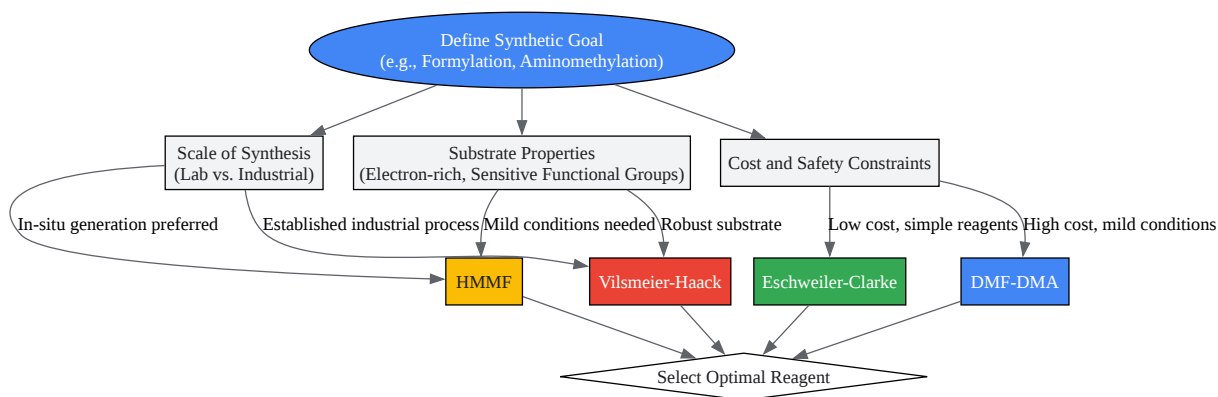 Define Synthetic Goal
(e.g., Formylation, Aminomethylation)
Scale of Synthesis
(Lab vs. Industrial)
Substrate Properties
(Electron-rich, Sensitive Functional Groups)
Cost and Safety Constraints
In-situ generation preferred
Established industrial process
Mild conditions needed
Robust substrate
Low cost, simple reagents
High cost, mild conditions
HMMF
Vilsmeier-Haack
Eschweiler-Clarke
DMF-DMA
Select Optimal Reagent